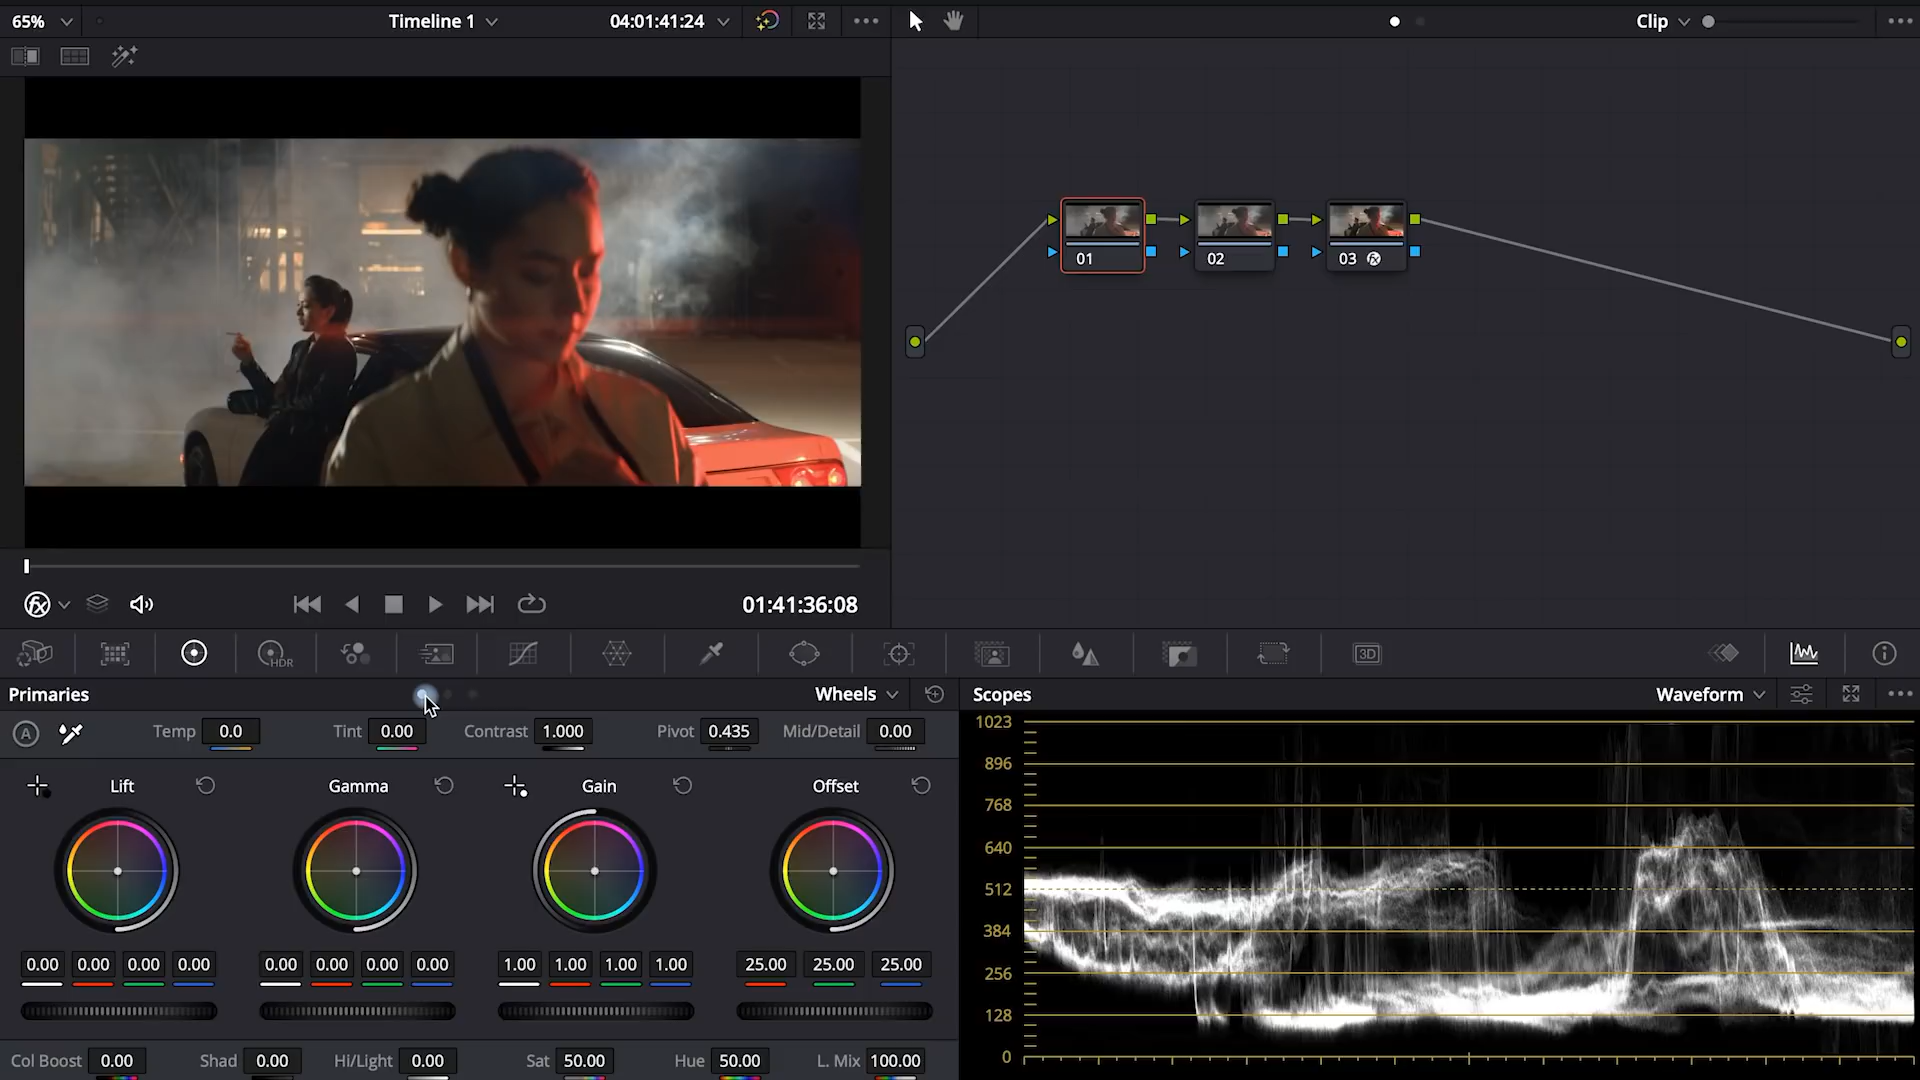 65% Timeline 1 04:01:41:24 Clip
01 02 03
fx 01:41:36:08
HDR 3D
Primaries Wheels Scopes Waveform
A Temp 0.0 Tint 0.00 Contrast 1.000 Pivot 0.435 Mid/Detail 0.00
Lift Gamma Gain Offset
0.00 0.00 0.00 0.00 0.00 0.00 0.00 0.00 1.00 1.00 1.00 1.00 25.00 25.00 25.00
Col Boost 0.00 Shad 0.00 Hi/Light 0.00 Sat 50.00 Hue 50.00 L. Mix 100.00
1023
896
768
640
512
384
256
128
0